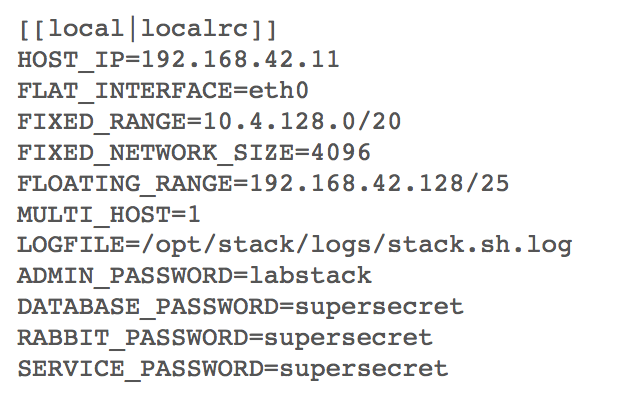 [[local|localrc]]
HOST_IP=192.168.42.11
FLAT_INTERFACE=eth0
FIXED_RANGE=10.4.128.0/20
FIXED_NETWORK_SIZE=4096
FLOATING_RANGE=192.168.42.128/25
MULTI_HOST=1
LOGFILE=/opt/stack/logs/stack.sh.log
ADMIN_PASSWORD=labstack
DATABASE_PASSWORD=supersecret
RABBIT_PASSWORD=supersecret
SERVICE_PASSWORD=supersecret